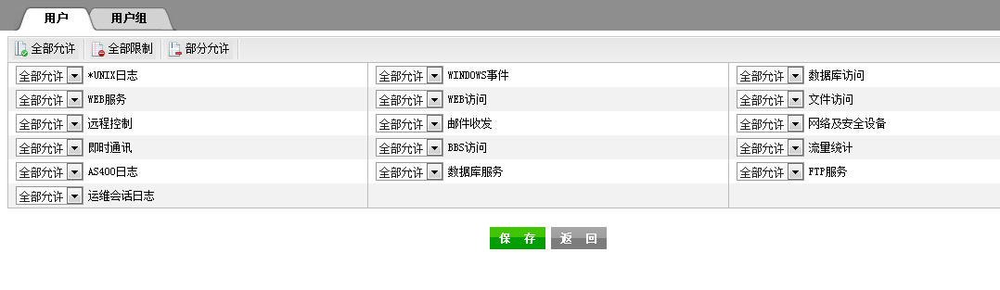 用户 用户组
全部允许 全部限制 部分允许
全部允许 *UNIX日志 全部允许 WINDOWS事件 全部允许 数据库访问
全部允许 WEB服务 全部允许 WEB访问 全部允许 文件访问
全部允许 远程控制 全部允许 邮件收发 全部允许 网络及安全设备
全部允许 即时通讯 全部允许 BBS访问 全部允许 流量统计
全部允许 AS400日志 全部允许 数据库服务 全部允许 FTP服务
全部允许 运维会话日志
保 存 返 回